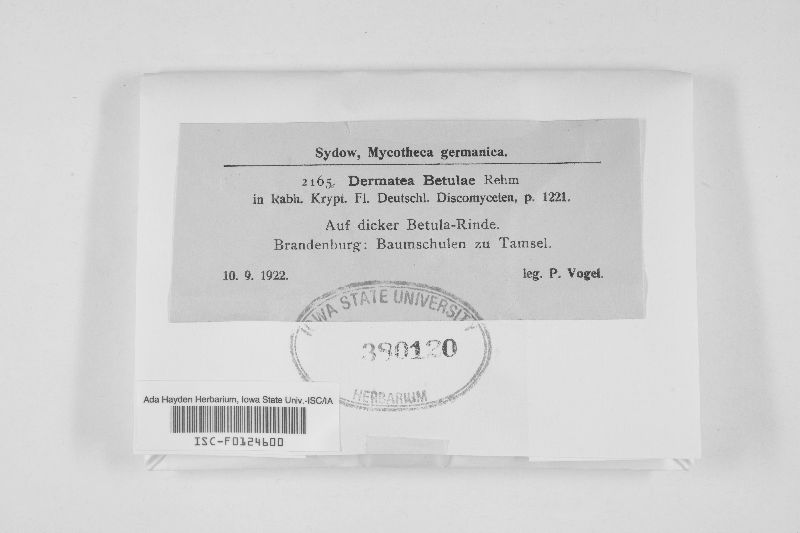 Sydow, Mycotheca germanica.
2165. Dermatea Betulae Rehm
in Rabh. Krypt. Fl. Deutschl. Discomyceten, p. 1221.
Auf dicker Betula-Rinde.
Brandenburg: Baumschulen zu Tamsel.
10. 9. 1922. leg. P. Vogel.
IOWA STATE UNIVERSITY
390120
HERBARIUM
Ada Hayden Herbarium, Iowa State Univ.-ISC/IA
ISC-F0124600